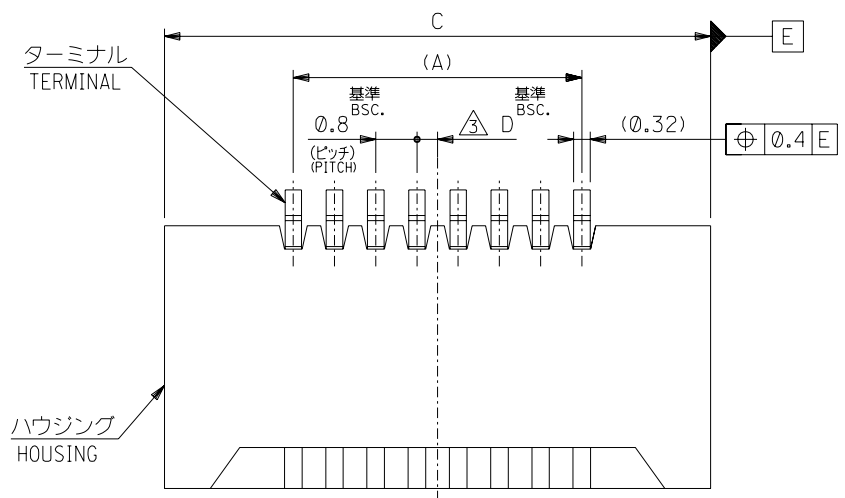 C
E
ターミナル
TERMINAL
(A)
基準
BSC.
基準
BSC.
0.8
(ピッチ)
(PITCH)
3 D
(0.32)
⌖ 0.4 E
ハウジング
HOUSING